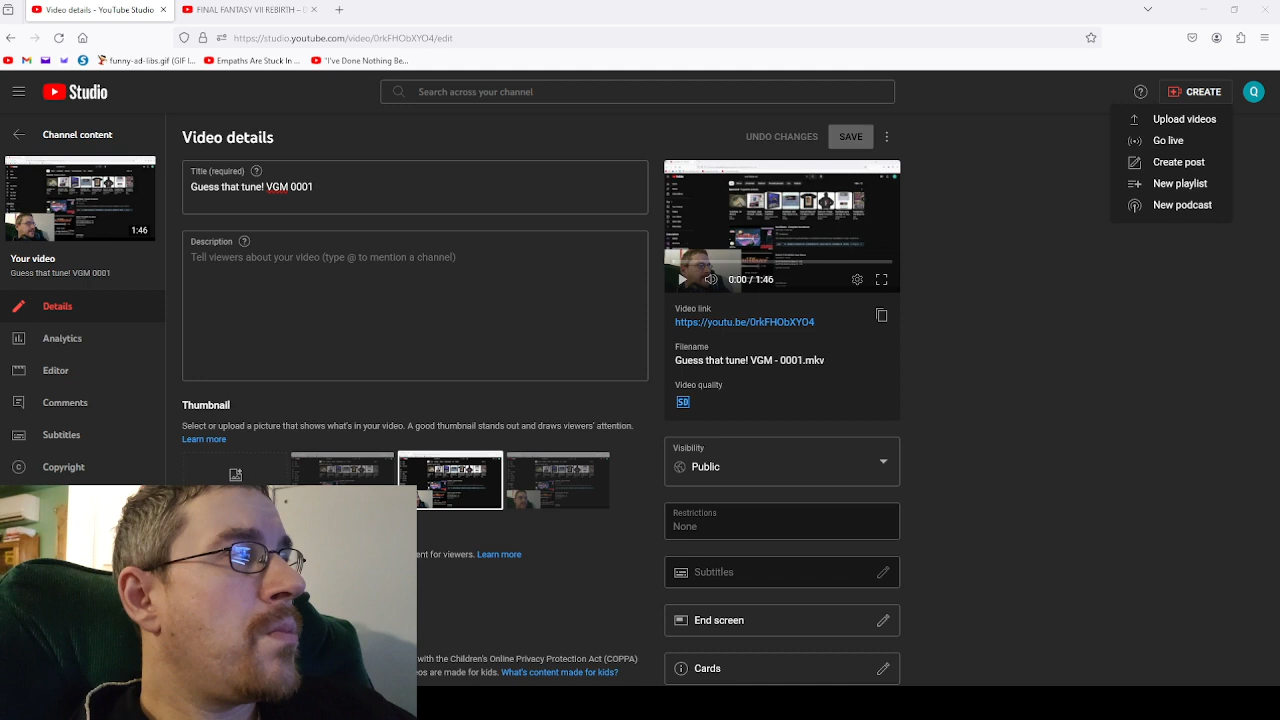 Video details - YouTube Studio
FINAL FANTASY VII REBIRTH –
https://studio.youtube.com/video/0rkFHObXYO4/edit
funny-ad-libs.gif (GIF I...
Empaths Are Stuck In ...
"I've Done Nothing Be...
Studio
Search across your channel
CREATE
Q
Upload videos
Go live
Create post
New playlist
New podcast
Channel content
1:46
Your video
Guess that tune! VGM 0001
Details
Analytics
Editor
Comments
Subtitles
Copyright
Video details
UNDO CHANGES
SAVE
Title (required)
Guess that tune! VGM 0001
Description
Tell viewers about your video (type @ to mention a channel)
Thumbnail
Select or upload a picture that shows what's in your video. A good thumbnail stands out and draws viewers' attention.
Learn more
ent for viewers. Learn more
with the Children's Online Privacy Protection Act (COPPA)
os are made for kids. What's content made for kids?
0:00 / 1:46
Video link
https://youtu.be/0rkFHObXYO4
Filename
Guess that tune! VGM - 0001.mkv
Video quality
SD
Visibility
Public
Restrictions
None
Subtitles
End screen
Cards